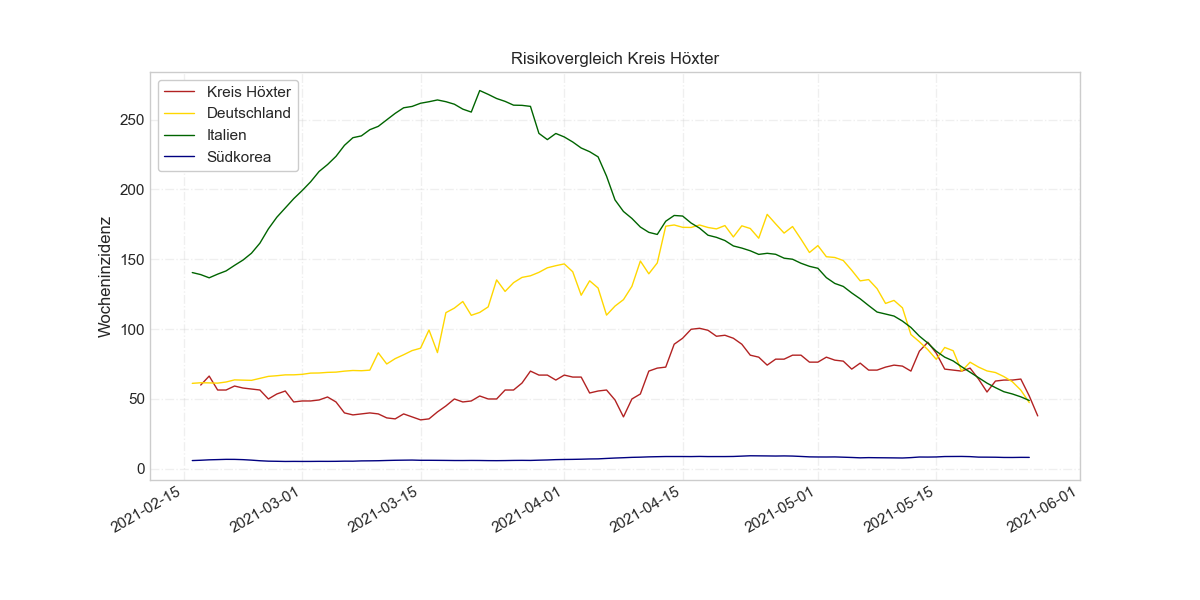 Risikovergleich Kreis Höxter
Kreis Höxter
Deutschland
Italien
Südkorea
Wocheninzidenz
250
200
150
100
50
0
2021-02-15
2021-03-01
2021-03-15
2021-04-01
2021-04-15
2021-05-01
2021-05-15
2021-06-01